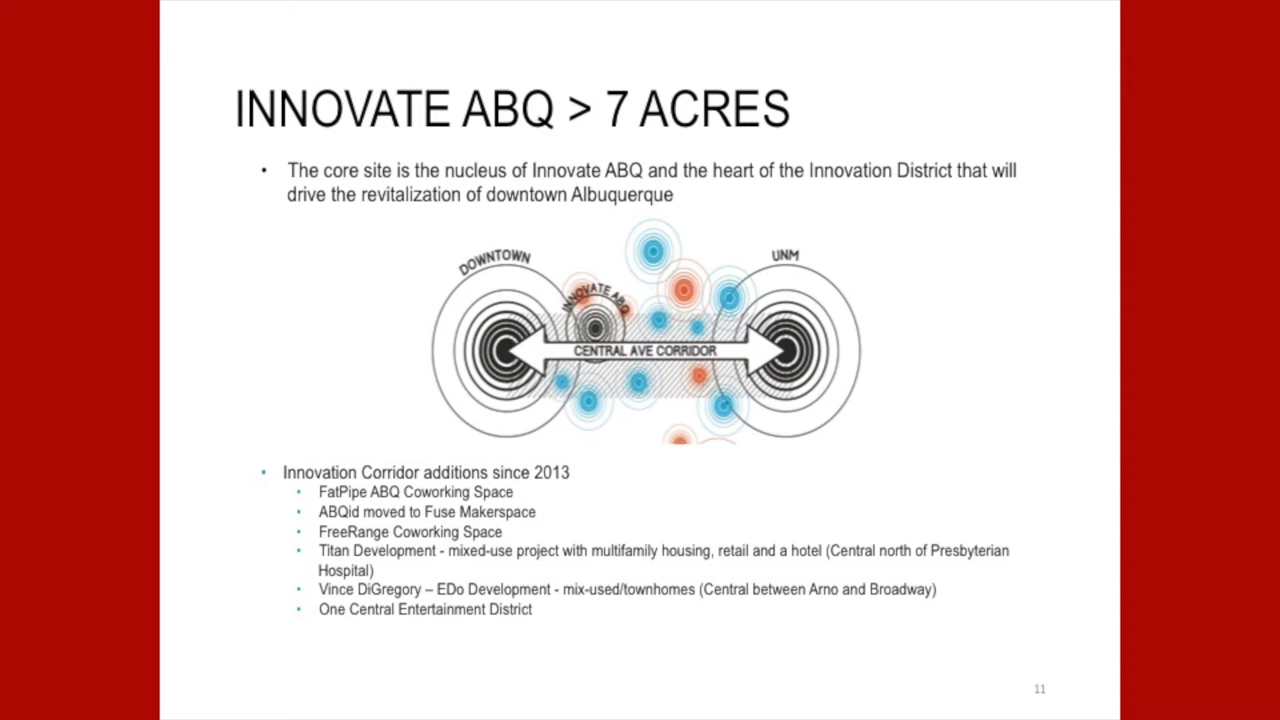 INNOVATE ABQ > 7 ACRES
• The core site is the nucleus of Innovate ABQ and the heart of the Innovation District that will
drive the revitalization of downtown Albuquerque
DOWNTOWN
INNOVATE ABQ
UNM
CENTRAL AVE CORRIDOR
• Innovation Corridor additions since 2013
• FatPipe ABQ Coworking Space
• ABQid moved to Fuse Makerspace
• FreeRange Coworking Space
• Titan Development - mixed-use project with multifamily housing, retail and a hotel (Central north of Presbyterian
Hospital)
• Vince DiGregory – EDo Development - mix-used/townhomes (Central between Arno and Broadway)
• One Central Entertainment District
11